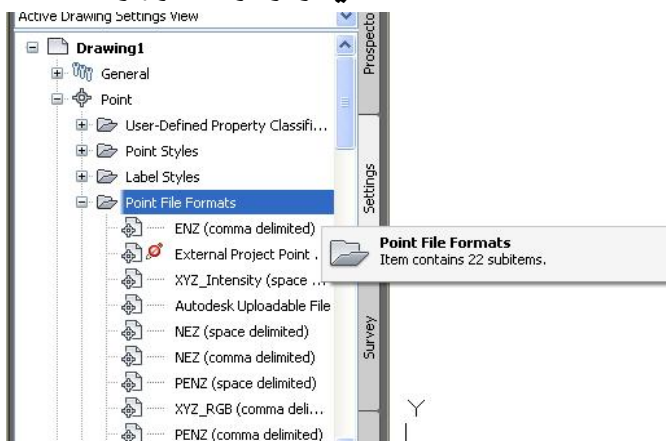 Active Drawing Settings View
Drawing1
General
Point
User-Defined Property Classifi...
Point Styles
Label Styles
Point File Formats
ENZ (comma delimited)
External Project Point .
XYZ_Intensity (space ...
Autodesk Uploadable File
NEZ (space delimited)
NEZ (comma delimited)
PENZ (space delimited)
XYZ_RGB (comma deli...
PENZ (comma delimited)
Prospecto
Settings
Survey
Point File Formats
Item contains 22 subitems.
Y